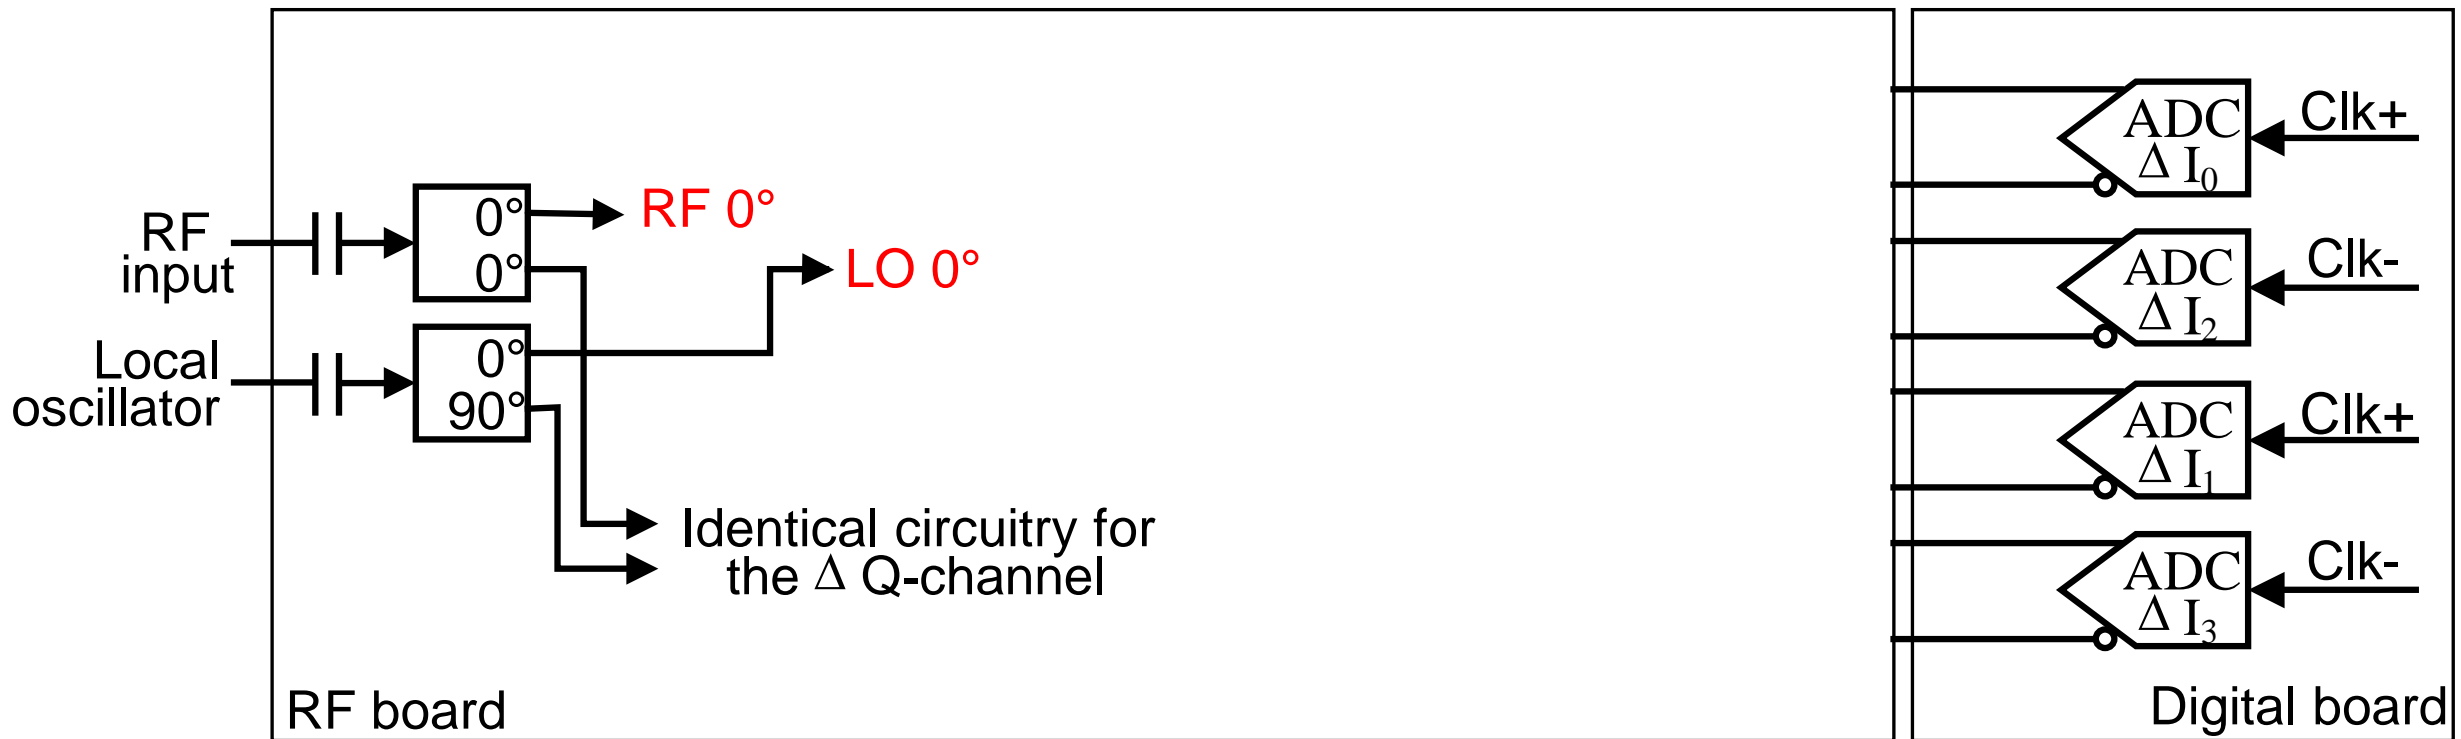 RF
input
Local
oscillator
0°
0°
0°
90°
RF 0°
LO 0°
Identical circuitry for
the Δ Q-channel
RF board
ADC
Δ I₀
Clk+
ADC
Δ I₂
Clk-
ADC
Δ I₁
Clk+
ADC
Δ I₃
Clk-
Digital board